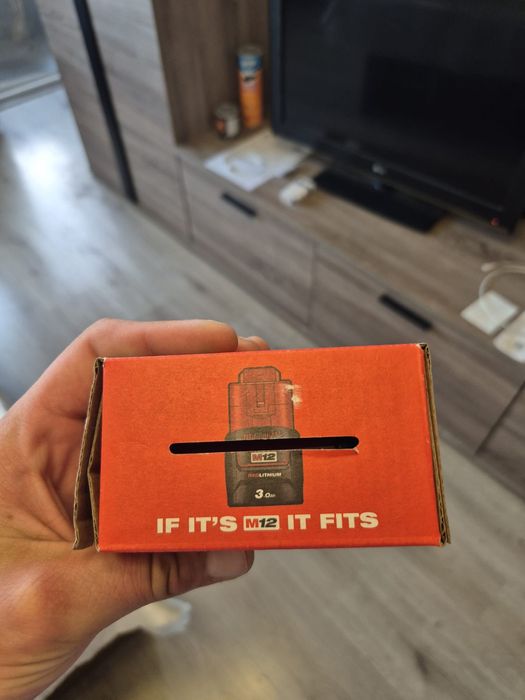 M12
REDLITHIUM
3.0Ah
IF IT'S M12 IT FITS